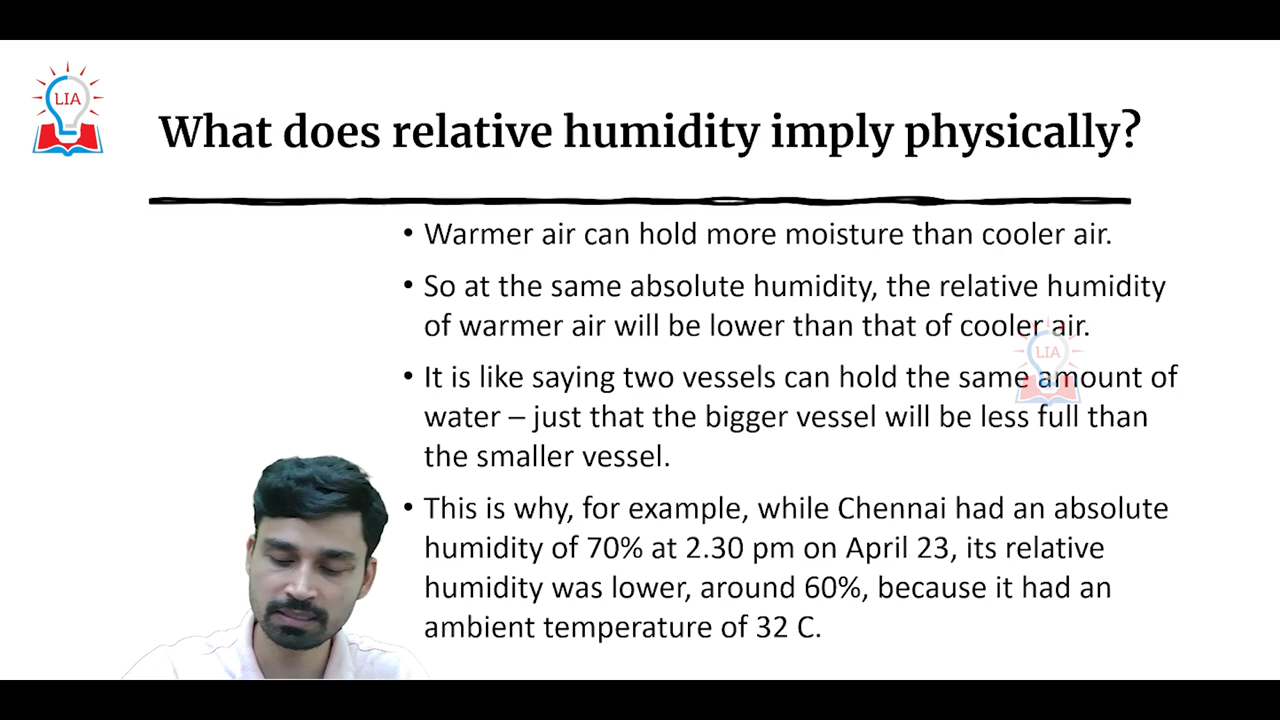 LIA
What does relative humidity imply physically?
• Warmer air can hold more moisture than cooler air.
• So at the same absolute humidity, the relative humidity
of warmer air will be lower than that of cooler air.
LIA
• It is like saying two vessels can hold the same amount of
water – just that the bigger vessel will be less full than
the smaller vessel.
• This is why, for example, while Chennai had an absolute
humidity of 70% at 2.30 pm on April 23, its relative
humidity was lower, around 60%, because it had an
ambient temperature of 32 C.